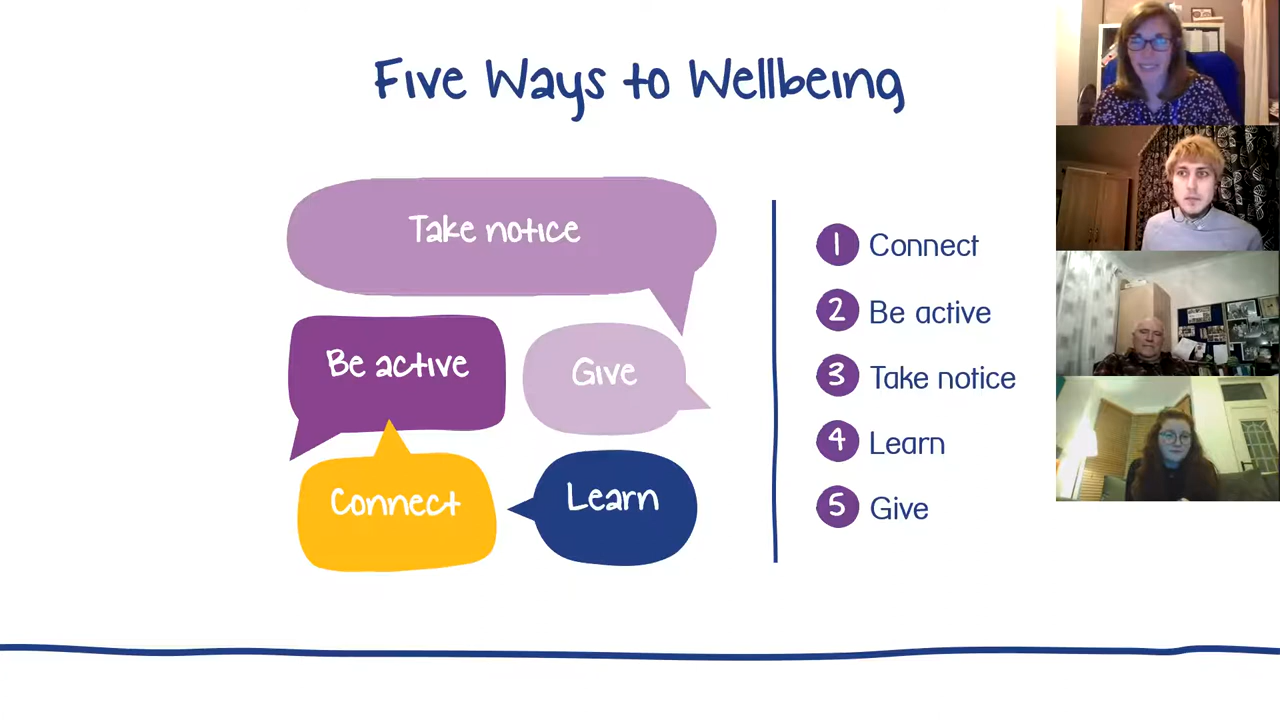 Five Ways to Wellbeing
Take notice
Be active
Give
Connect
Learn
1 Connect
2 Be active
3 Take notice
4 Learn
5 Give